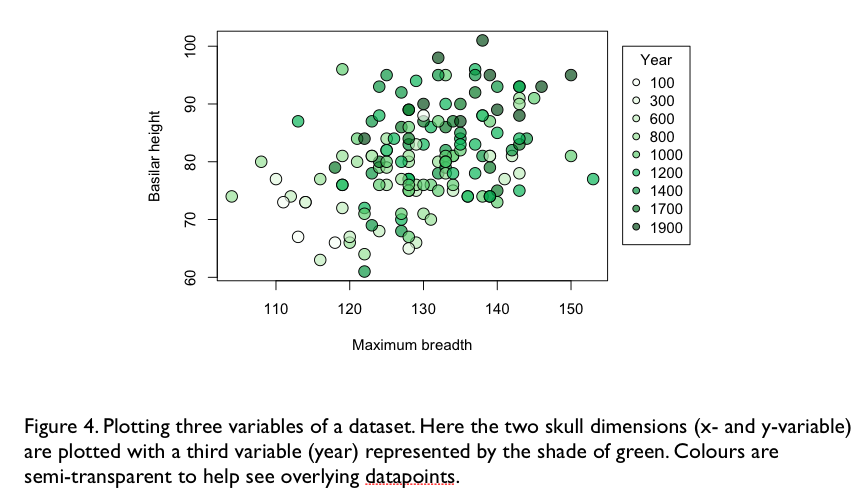 100
90
80
70
60
Basilar height
110 120 130 140 150
Maximum breadth
Year
100
300
600
800
1000
1200
1400
1700
1900
Figure 4. Plotting three variables of a dataset. Here the two skull dimensions (x- and y-variable)
are plotted with a third variable (year) represented by the shade of green. Colours are
semi-transparent to help see overlying datapoints.